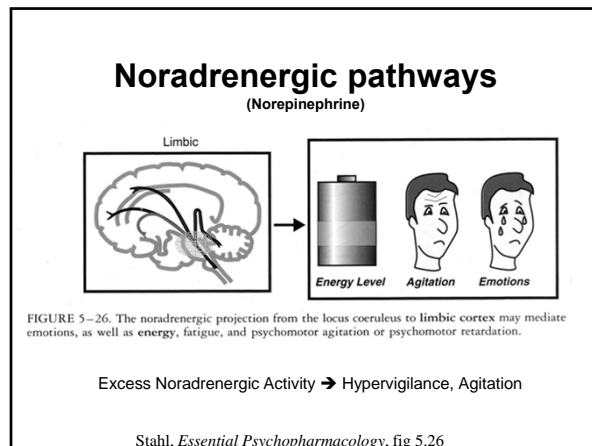 Noradrenergic pathways
(Norepinephrine)
Limbic
Energy Level Agitation Emotions
FIGURE 5–26. The noradrenergic projection from the locus coeruleus to limbic cortex may mediate
emotions, as well as energy, fatigue, and psychomotor agitation or psychomotor retardation.
Excess Noradrenergic Activity ➔ Hypervigilance, Agitation
Stahl, Essential Psychopharmacology, fig 5.26